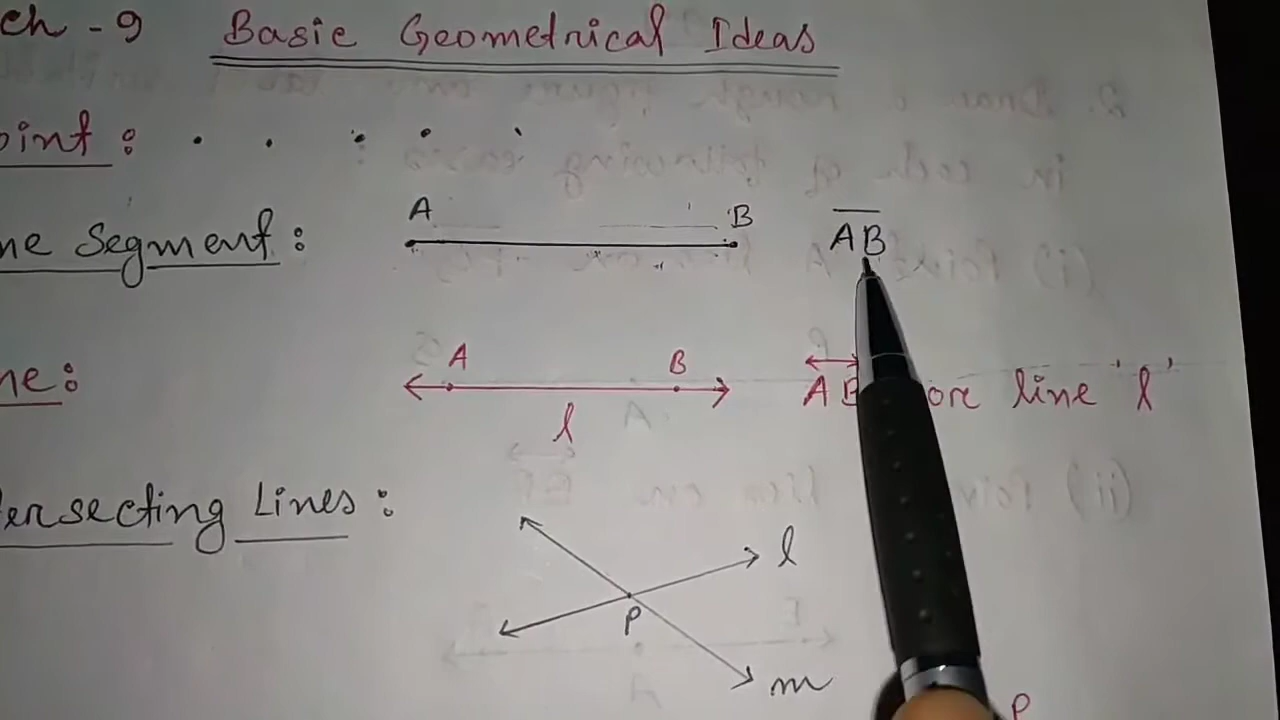 Ch - 9 Basic Geometrical Ideas
oint :
A B
AB
ne Segment :
A B
ne :
AB or line 'l'
l
ersecting Lines :
l
P
m
P